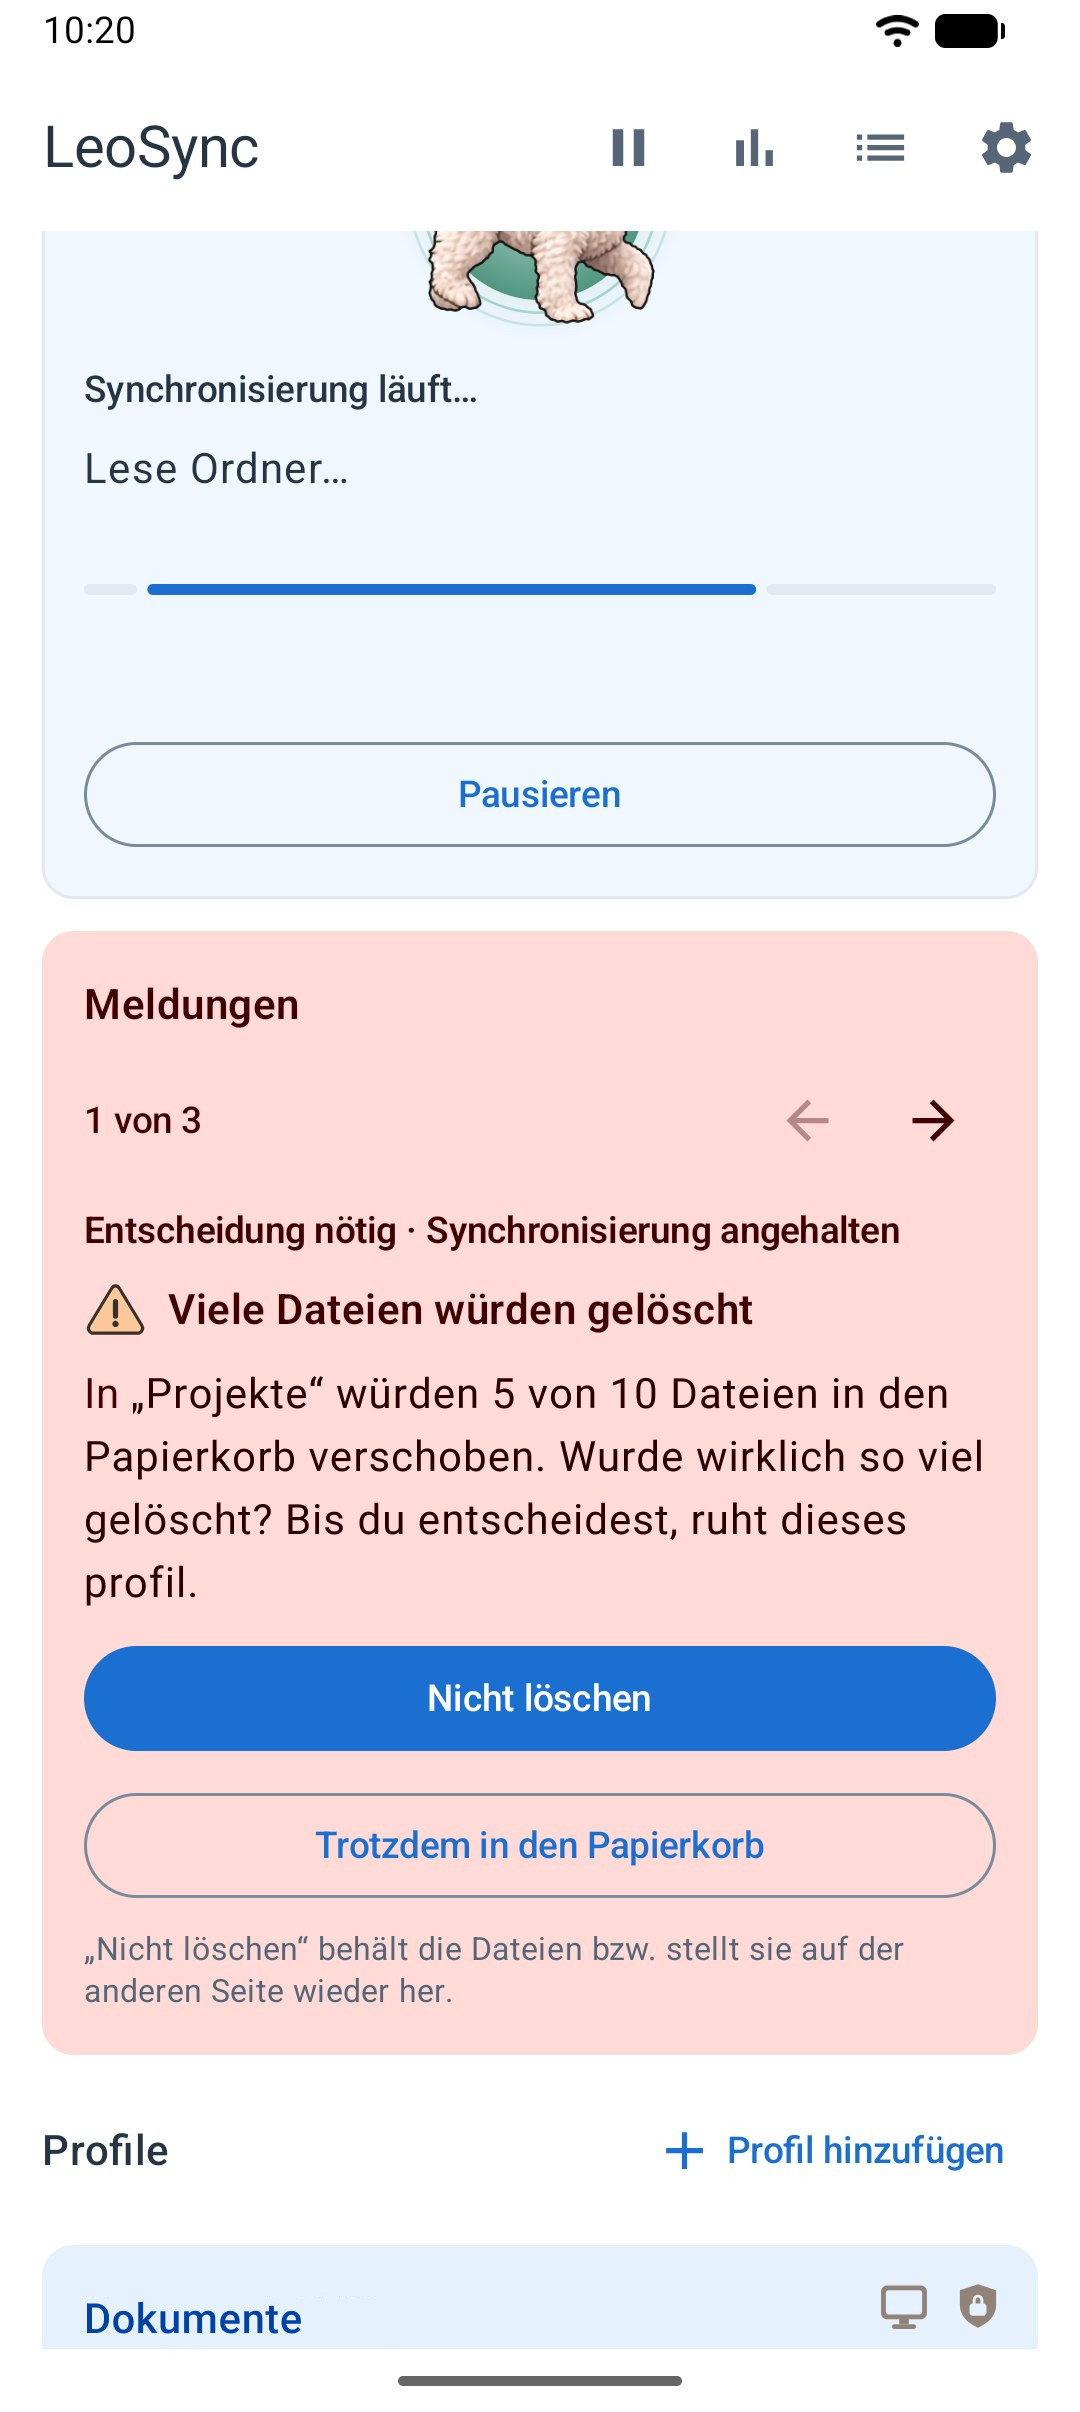 10:20
LeoSync
Synchronisierung läuft…
Lese Ordner…
Pausieren
Meldungen
1 von 3
Entscheidung nötig · Synchronisierung angehalten
Viele Dateien würden gelöscht
In „Projekte“ würden 5 von 10 Dateien in den
Papierkorb verschoben. Wurde wirklich so viel
gelöscht? Bis du entscheidest, ruht dieses
profil.
Nicht löschen
Trotzdem in den Papierkorb
„Nicht löschen“ behält die Dateien bzw. stellt sie auf der
anderen Seite wieder her.
Profile
Profil hinzufügen
Dokumente